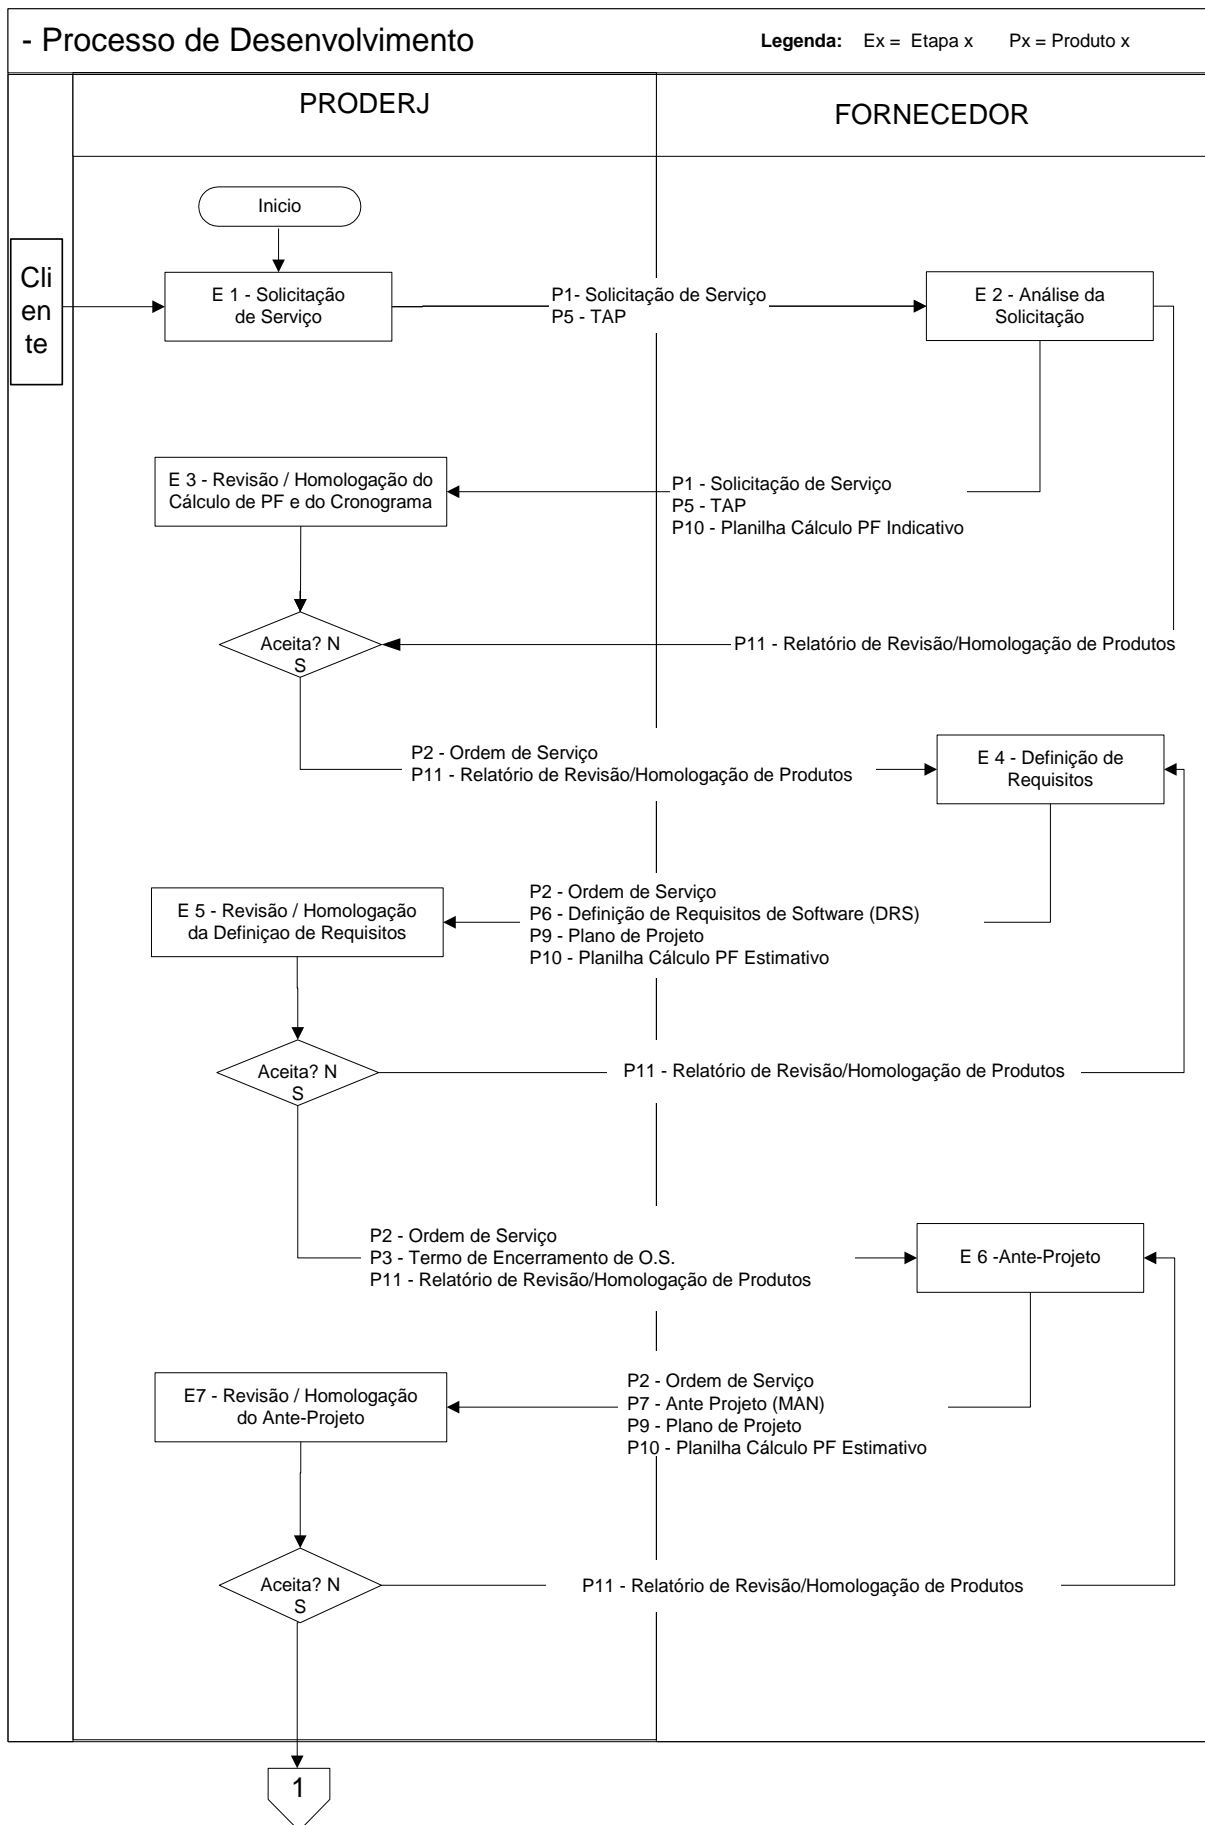 - Processo de Desenvolvimento
Legenda: Ex = Etapa x Px = Produto x
PRODERJ
FORNECEDOR
Inicio
Cli
en
te
E 1 - Solicitação
de Serviço
P1- Solicitação de Serviço
P5 - TAP
E 2 - Análise da
Solicitação
E 3 - Revisão / Homologação do
Cálculo de PF e do Cronograma
P1 - Solicitação de Serviço
P5 - TAP
P10 - Planilha Cálculo PF Indicativo
Aceita? N
S
P11 - Relatório de Revisão/Homologação de Produtos
P2 - Ordem de Serviço
P11 - Relatório de Revisão/Homologação de Produtos
E 4 - Definição de
Requisitos
E 5 - Revisão / Homologação
da Definiçao de Requisitos
P2 - Ordem de Serviço
P6 - Definição de Requisitos de Software (DRS)
P9 - Plano de Projeto
P10 - Planilha Cálculo PF Estimativo
Aceita? N
S
P11 - Relatório de Revisão/Homologação de Produtos
P2 - Ordem de Serviço
P3 - Termo de Encerramento de O.S.
P11 - Relatório de Revisão/Homologação de Produtos
E 6 -Ante-Projeto
E7 - Revisão / Homologação
do Ante-Projeto
P2 - Ordem de Serviço
P7 - Ante Projeto (MAN)
P9 - Plano de Projeto
P10 - Planilha Cálculo PF Estimativo
Aceita? N
S
P11 - Relatório de Revisão/Homologação de Produtos
1